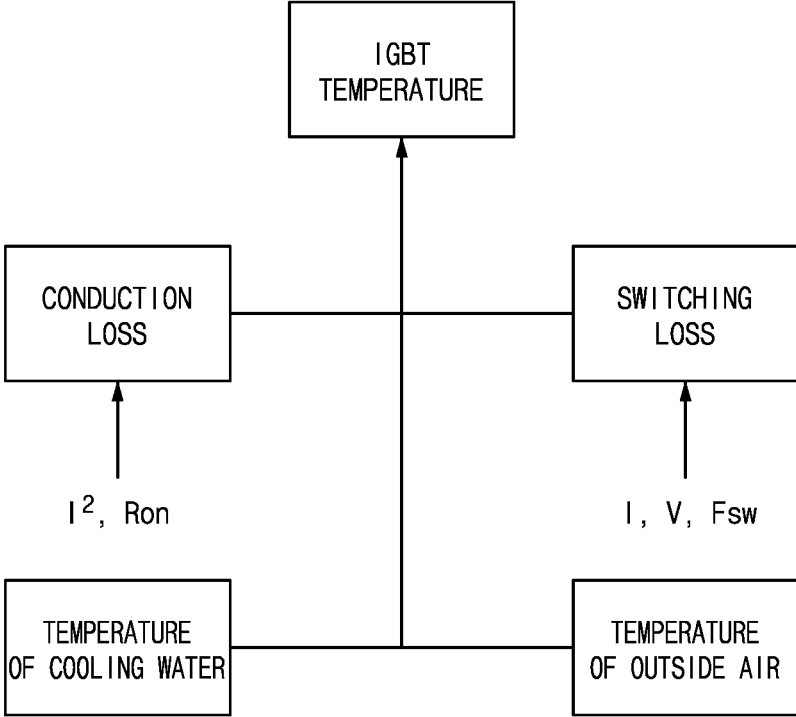 IGBT
TEMPERATURE
CONDUCTION
LOSS
SWITCHING
LOSS
I², Ron
I, V, Fsw
TEMPERATURE
OF COOLING WATER
TEMPERATURE
OF OUTSIDE AIR